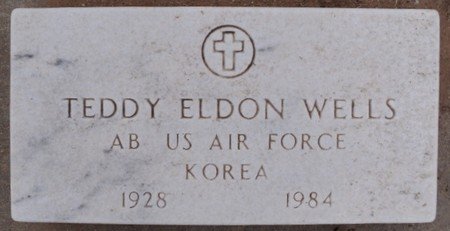 TEDDY ELDON WELLS
AB US AIR FORCE
KOREA
1928 1984